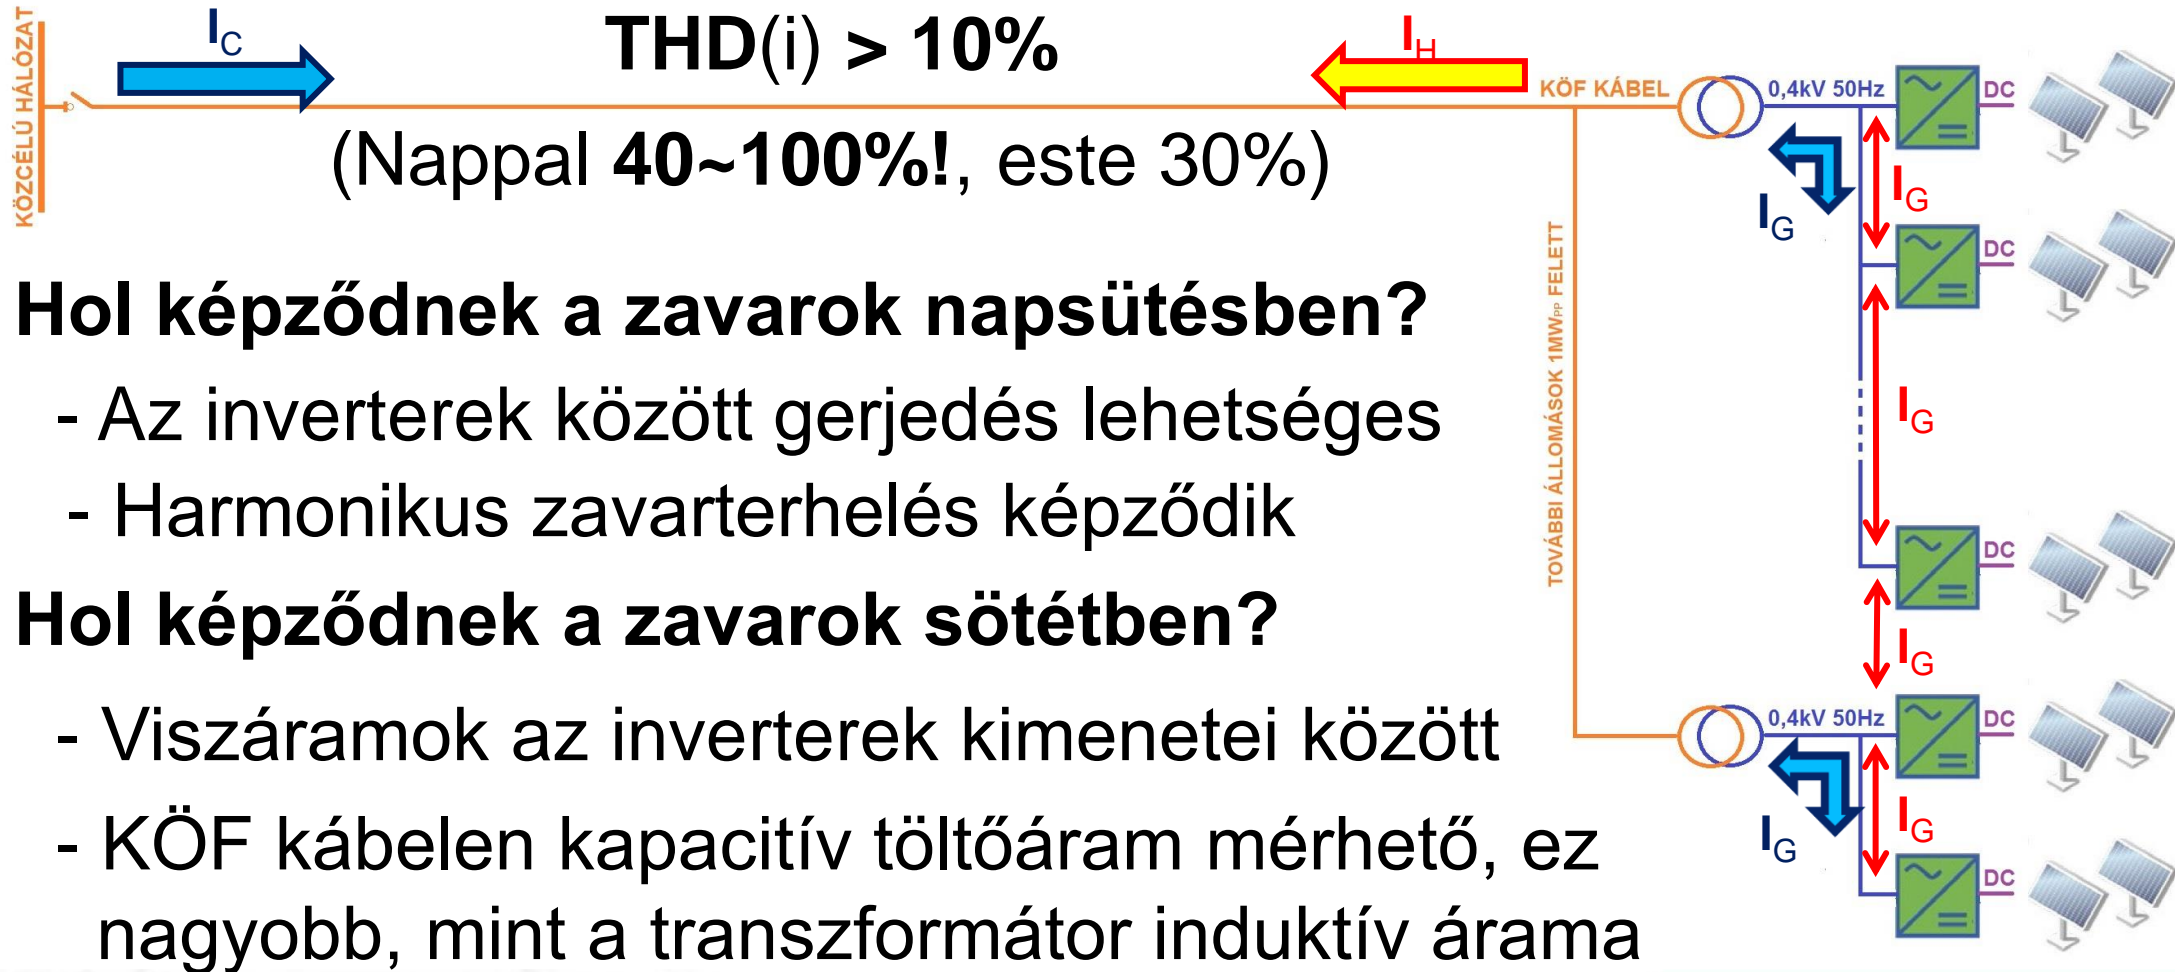 KÖZCÉLÚ HÁLÓZAT
IC
THD(i) > 10%
IH
KÖF KÁBEL
0,4kV 50Hz
DC
(Nappal 40~100%!, este 30%)
IG
IG
DC
TOVÁBBI ÁLLOMÁSOK 1MWPP FELETT
Hol képződnek a zavarok napsütésben?
- Az inverterek között gerjedés lehetséges
IG
- Harmonikus zavarterhelés képződik
DC
Hol képződnek a zavarok sötétben?
IG
- Viszáramok az inverterek kimenetei között
0,4kV 50Hz
DC
- KÖF kábelen kapacitív töltőáram mérhető, ez
IG
IG
DC
nagyobb, mint a transzformátor induktív árama